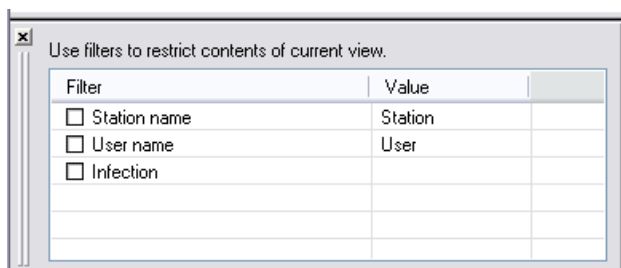 Use filters to restrict contents of current view.
Filter Value
Station name Station
User name User
Infection